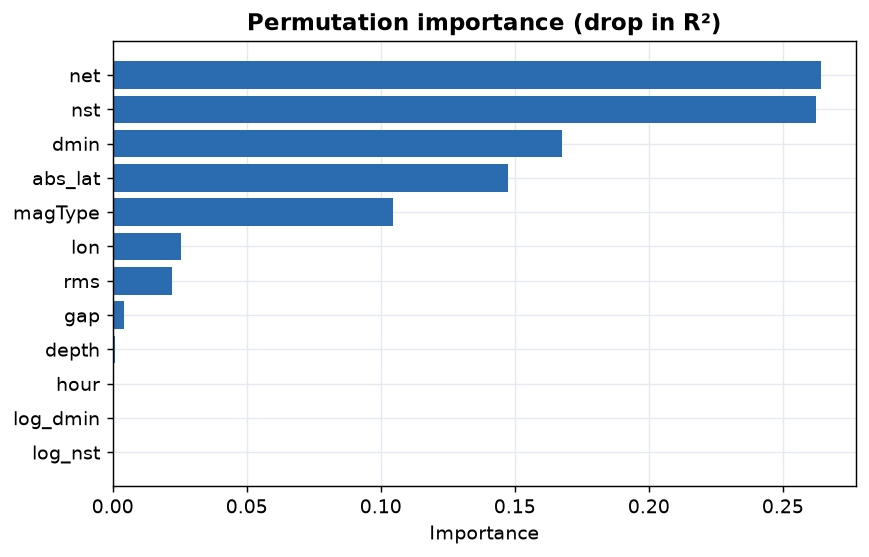 Permutation importance (drop in R²)
net
nst
dmin
abs_lat
magType
lon
rms
gap
depth
hour
log_dmin
log_nst
0.00 0.05 0.10 0.15 0.20 0.25
Importance